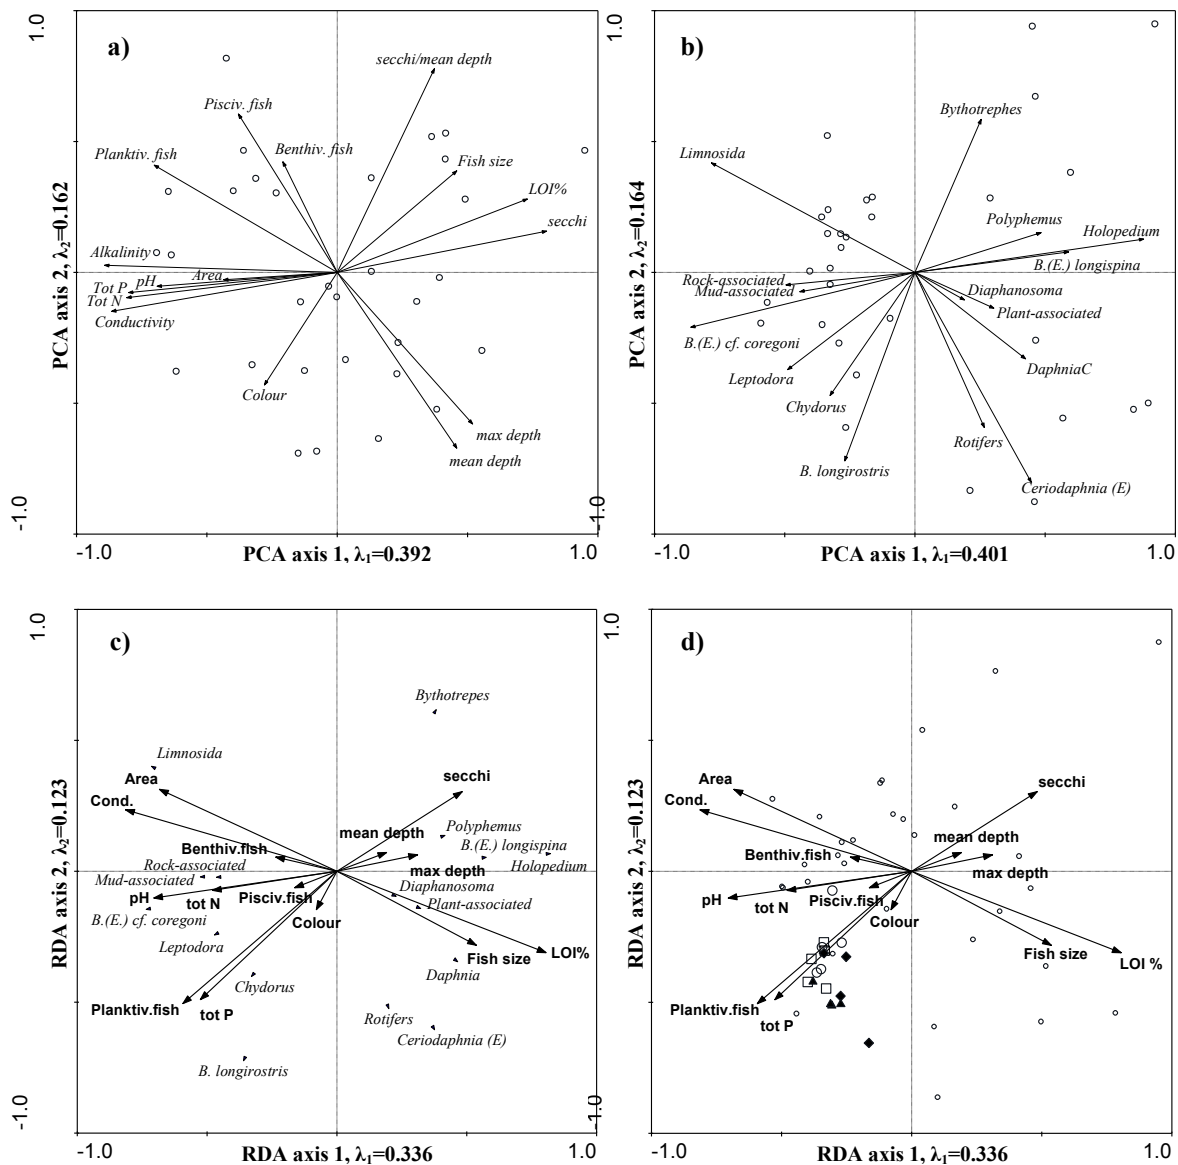 1.0
a)
secchi/mean depth
Pisciv. fish
Benthiv. fish
Planktiv. fish
Fish size
LOI%
secchi
Alkalinity
Area
pH
Tot P
Tot N
Conductivity
Colour
max depth
mean depth
PCA axis 2, λ2=0.162
-1.0
-1.0
PCA axis 1, λ1=0.392
1.0
1.0
b)
Bythotrephes
Limnosida
Polyphemus
Holopedium
B.(E.) longispina
Rock-associated
Mud-associated
Diaphanosoma
Plant-associated
B.(E.) cf. coregoni
Leptodora
DaphniaC
Chydorus
Rotifers
B. longirostris
Ceriodaphnia (E)
PCA axis 2, λ2=0.164
-1.0
-1.0
PCA axis 1, λ1=0.401
1.0
1.0
c)
Bythotrepes
Limnosida
Area
secchi
Cond.
mean depth
Polyphemus
Benthiv.fish
B.(E.) longispina
Rock-associated
Holopedium
max depth
Mud-associated
Diaphanosoma
pH
tot N
Pisciv.fish
Plant-associated
B.(E.) cf. coregoni
Colour
Leptodora
Fish size
LOI%
Daphnia
Chydorus
Planktiv.fish
tot P
Rotifers
Ceriodaphnia (E)
B. longirostris
RDA axis 2, λ2=0.123
-1.0
-1.0
RDA axis 1, λ1=0.336
1.0
1.0
d)
Area
secchi
Cond.
mean depth
Benthiv.fish
max depth
pH
tot N
Pisciv.fish
Colour
Fish size
LOI %
Planktiv.fish
tot P
RDA axis 2, λ2=0.123
-1.0
-1.0
RDA axis 1, λ1=0.336
1.0